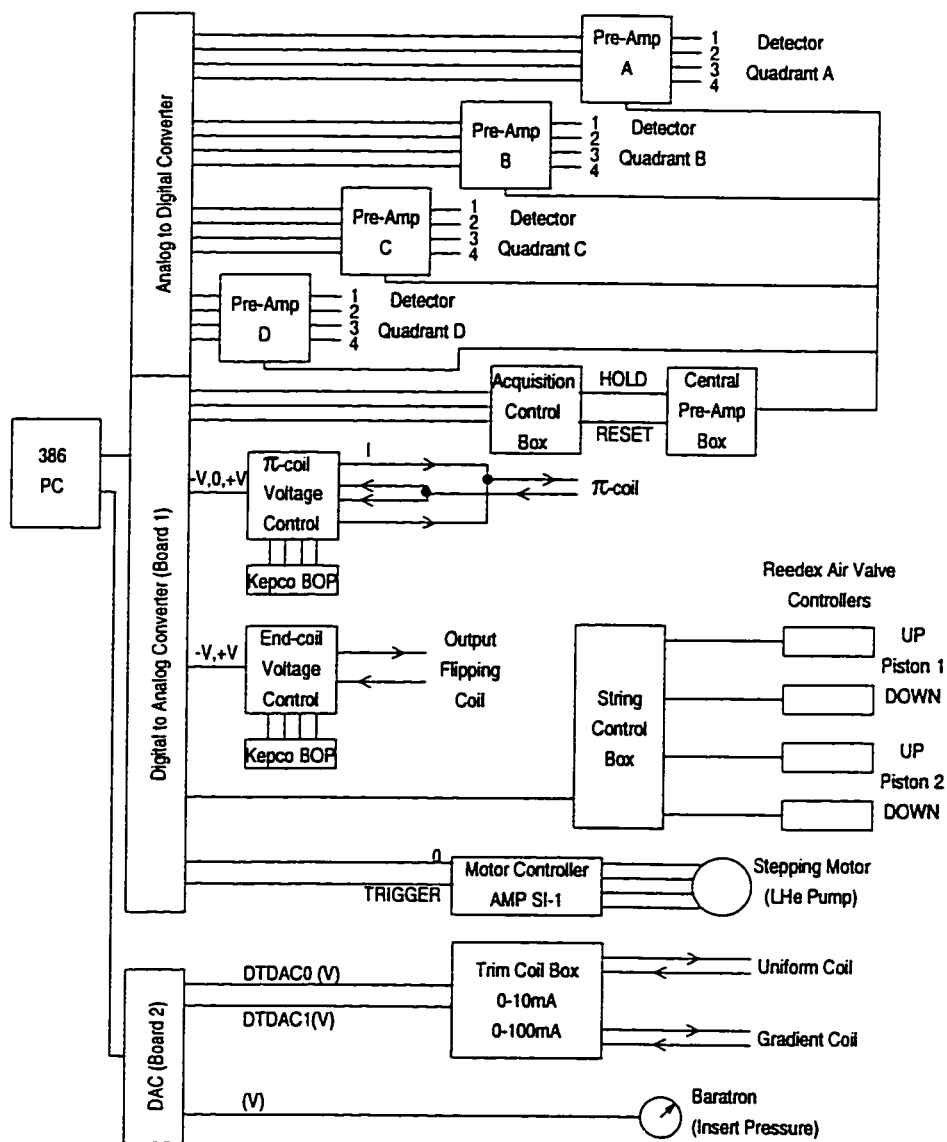 Analog to Digital Converter
Pre-Amp
A
1
2
3
4
Detector
Quadrant A
Pre-Amp
B
1
2
3
4
Detector
Quadrant B
Pre-Amp
C
1
2
3
4
Detector
Quadrant C
Pre-Amp
D
1
2
3
4
Detector
Quadrant D
386
PC
Digital to Analog Converter (Board 1)
Acquisition
Control
Box
HOLD
RESET
Central
Pre-Amp
Box
-V,0,+V
π-coil
Voltage
Control
I
π-coil
Kepco BOP
-V,+V
End-coil
Voltage
Control
Output
Flipping
Coil
Kepco BOP
String
Control
Box
Reedex Air Valve
Controllers
UP
Piston 1
DOWN
UP
Piston 2
DOWN
TRIGGER
Motor Controller
AMP SI-1
Stepping Motor
(LHe Pump)
DAC (Board 2)
DTDAC0 (V)
DTDAC1(V)
Trim Coil Box
0-10mA
0-100mA
Uniform Coil
Gradient Coil
(V)
Baratron
(Insert Pressure)